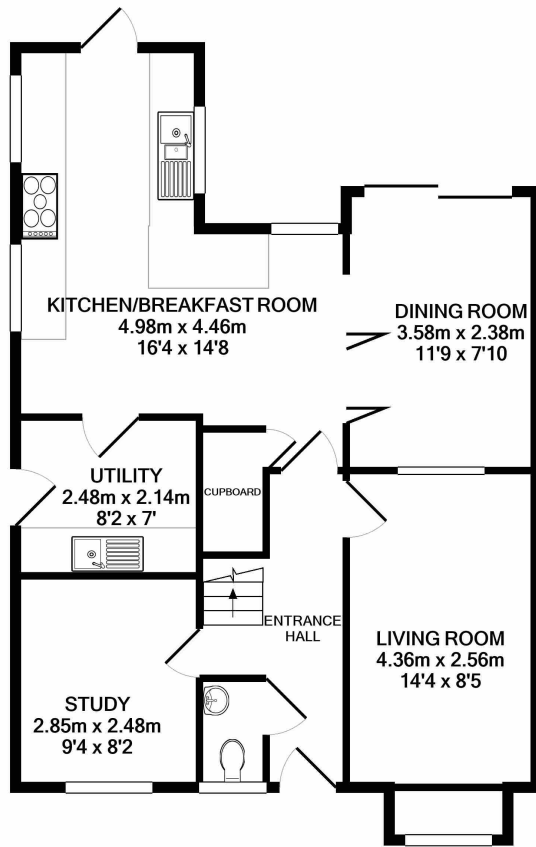 KITCHEN/BREAKFAST ROOM
4.98m x 4.46m
16'4 x 14'8
DINING ROOM
3.58m x 2.38m
11'9 x 7'10
UTILITY
2.48m x 2.14m
8'2 x 7'
CUPBOARD
ENTRANCE
HALL
LIVING ROOM
4.36m x 2.56m
14'4 x 8'5
STUDY
2.85m x 2.48m
9'4 x 8'2